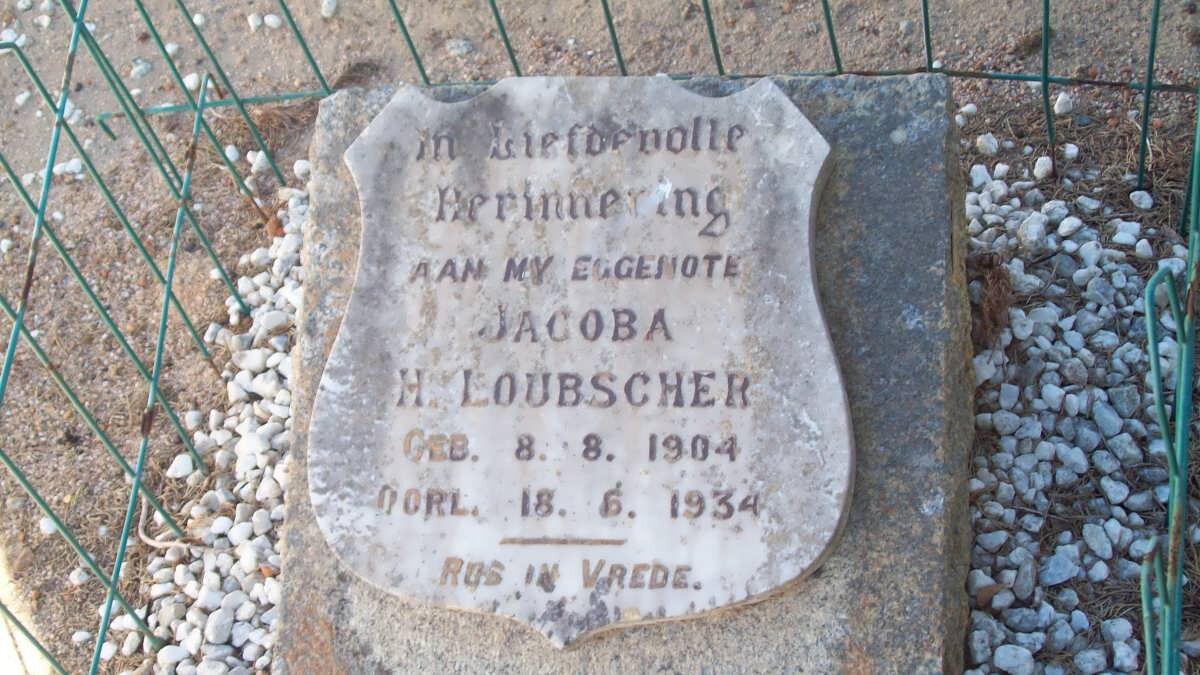 In Liefdevolle
Herinnering
AAN MY EGGENOTE
JACOBA
H. LOUBSCHER
GEB. 8. 8. 1904
OORL. 18. 6. 1934
RUS IN VREDE.